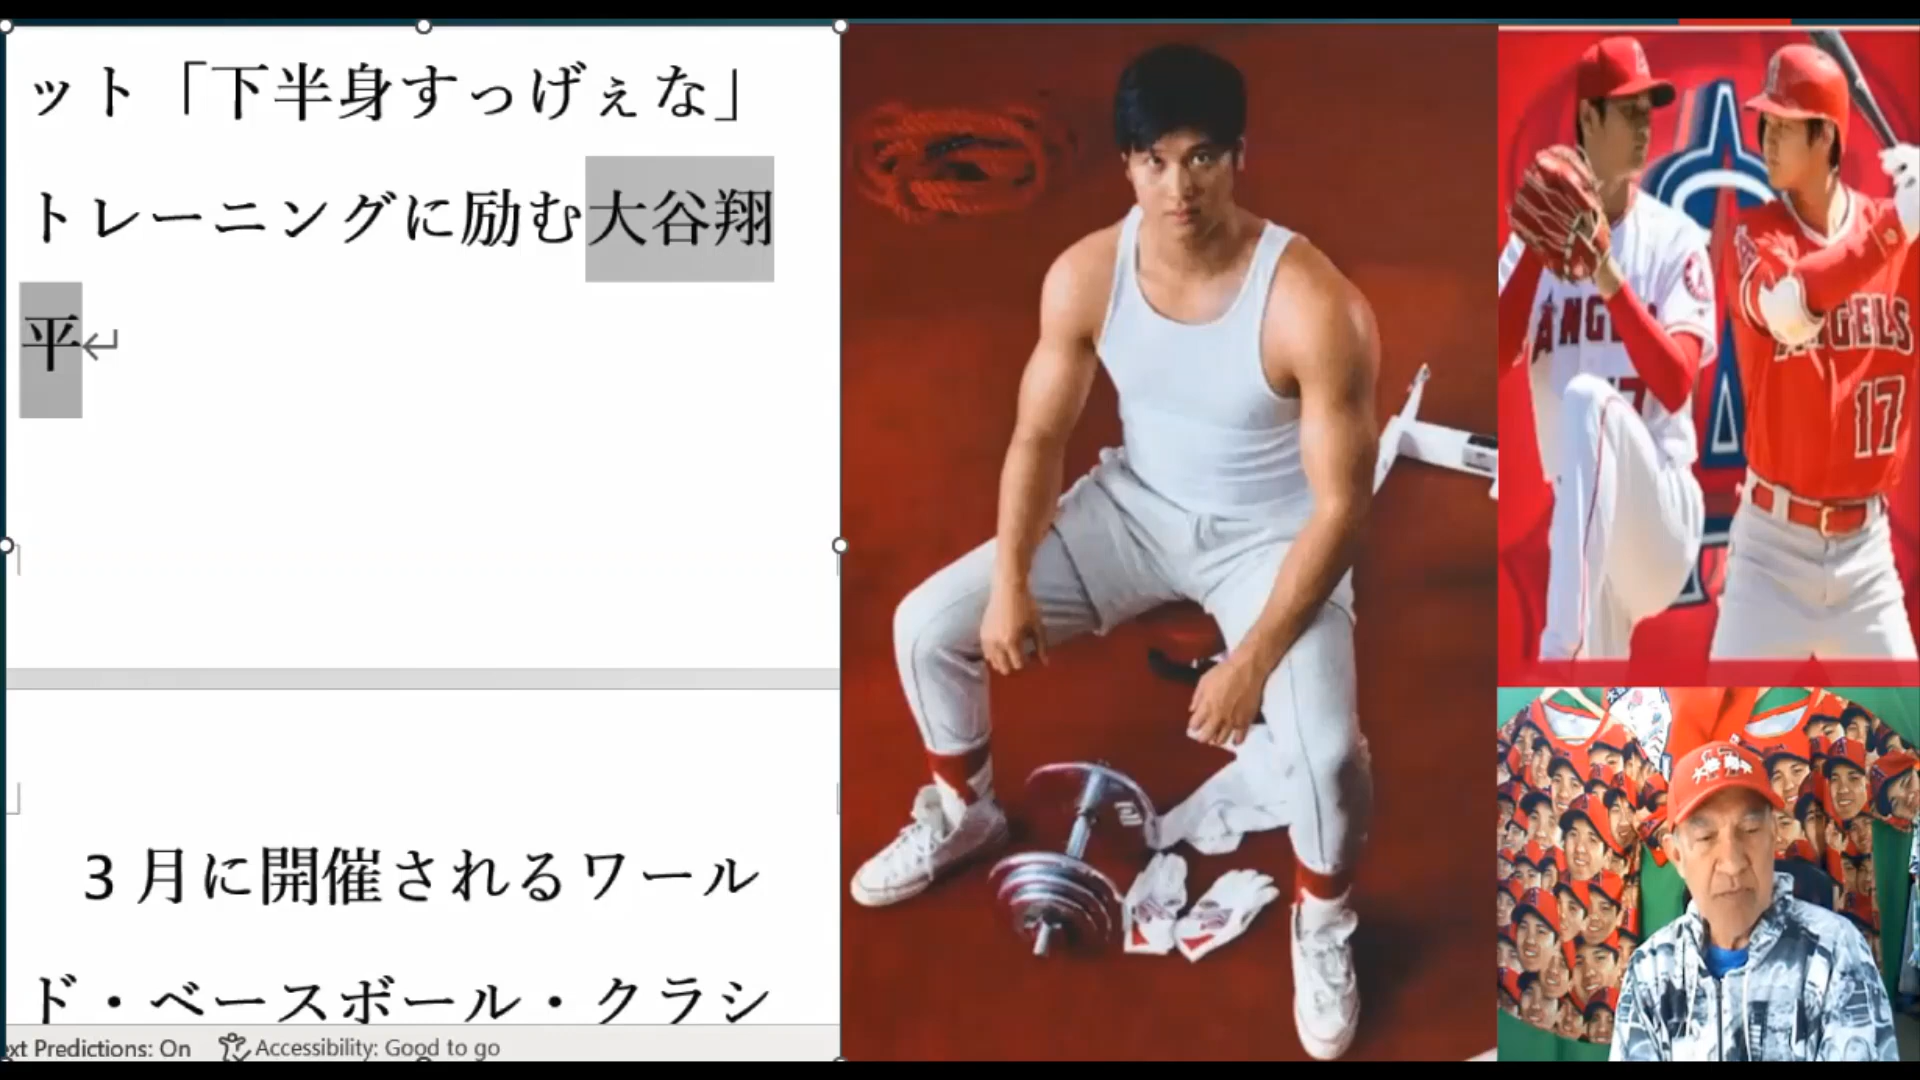 ット「下半身すっげぇな」
トレーニングに励む大谷翔
平↵
3月に開催されるワール
ド・ベースボール・クラシ
ext Predictions: On
Accessibility: Good to go
ANGELS
17